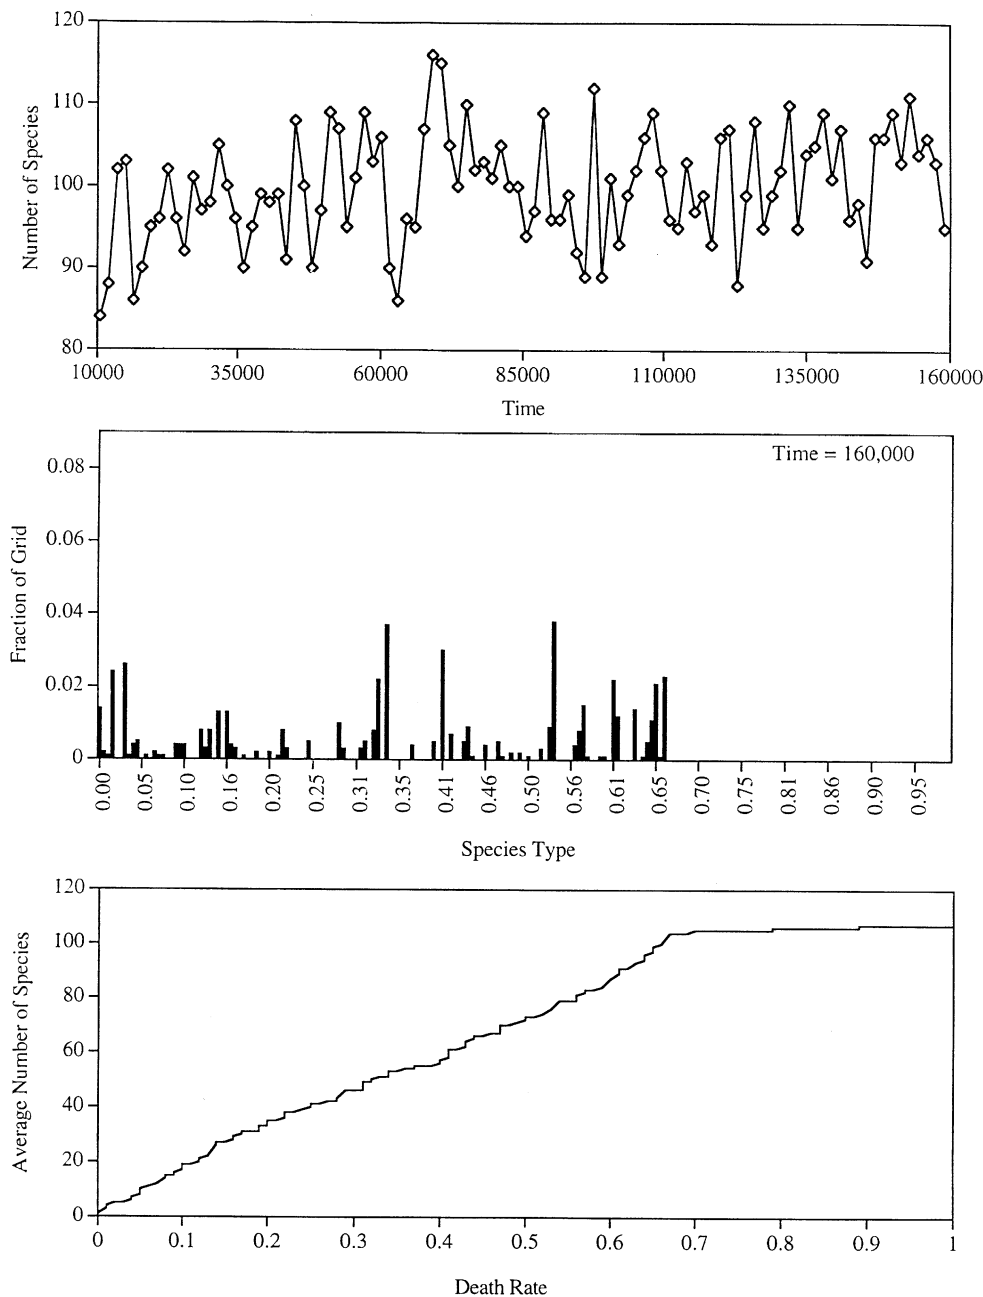 120
110
100
90
80
Number of Species
10000 35000 60000 85000 110000 135000 160000
Time
Time = 160,000
0.08
0.06
0.04
0.02
0
Fraction of Grid
0.00 0.05 0.10 0.16 0.20 0.25 0.31 0.35 0.41 0.46 0.50 0.56 0.61 0.65 0.70 0.75 0.81 0.86 0.90 0.95
Species Type
120
100
80
60
40
20
0
Average Number of Species
0 0.1 0.2 0.3 0.4 0.5 0.6 0.7 0.8 0.9 1
Death Rate